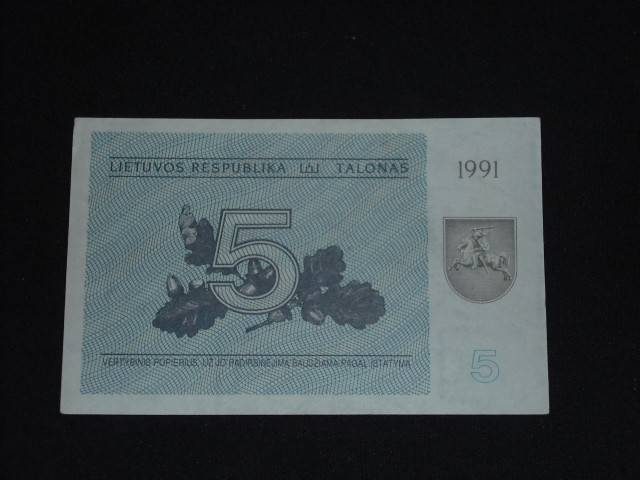 LIETUVOS RESPUBLIKA TALONAS
1991
5
VERTYBINIS POPIERIUS, UŽ JO PADIRBINĖJIMĄ BAUDŽIAMA PAGAL ĮSTATYMĄ
5